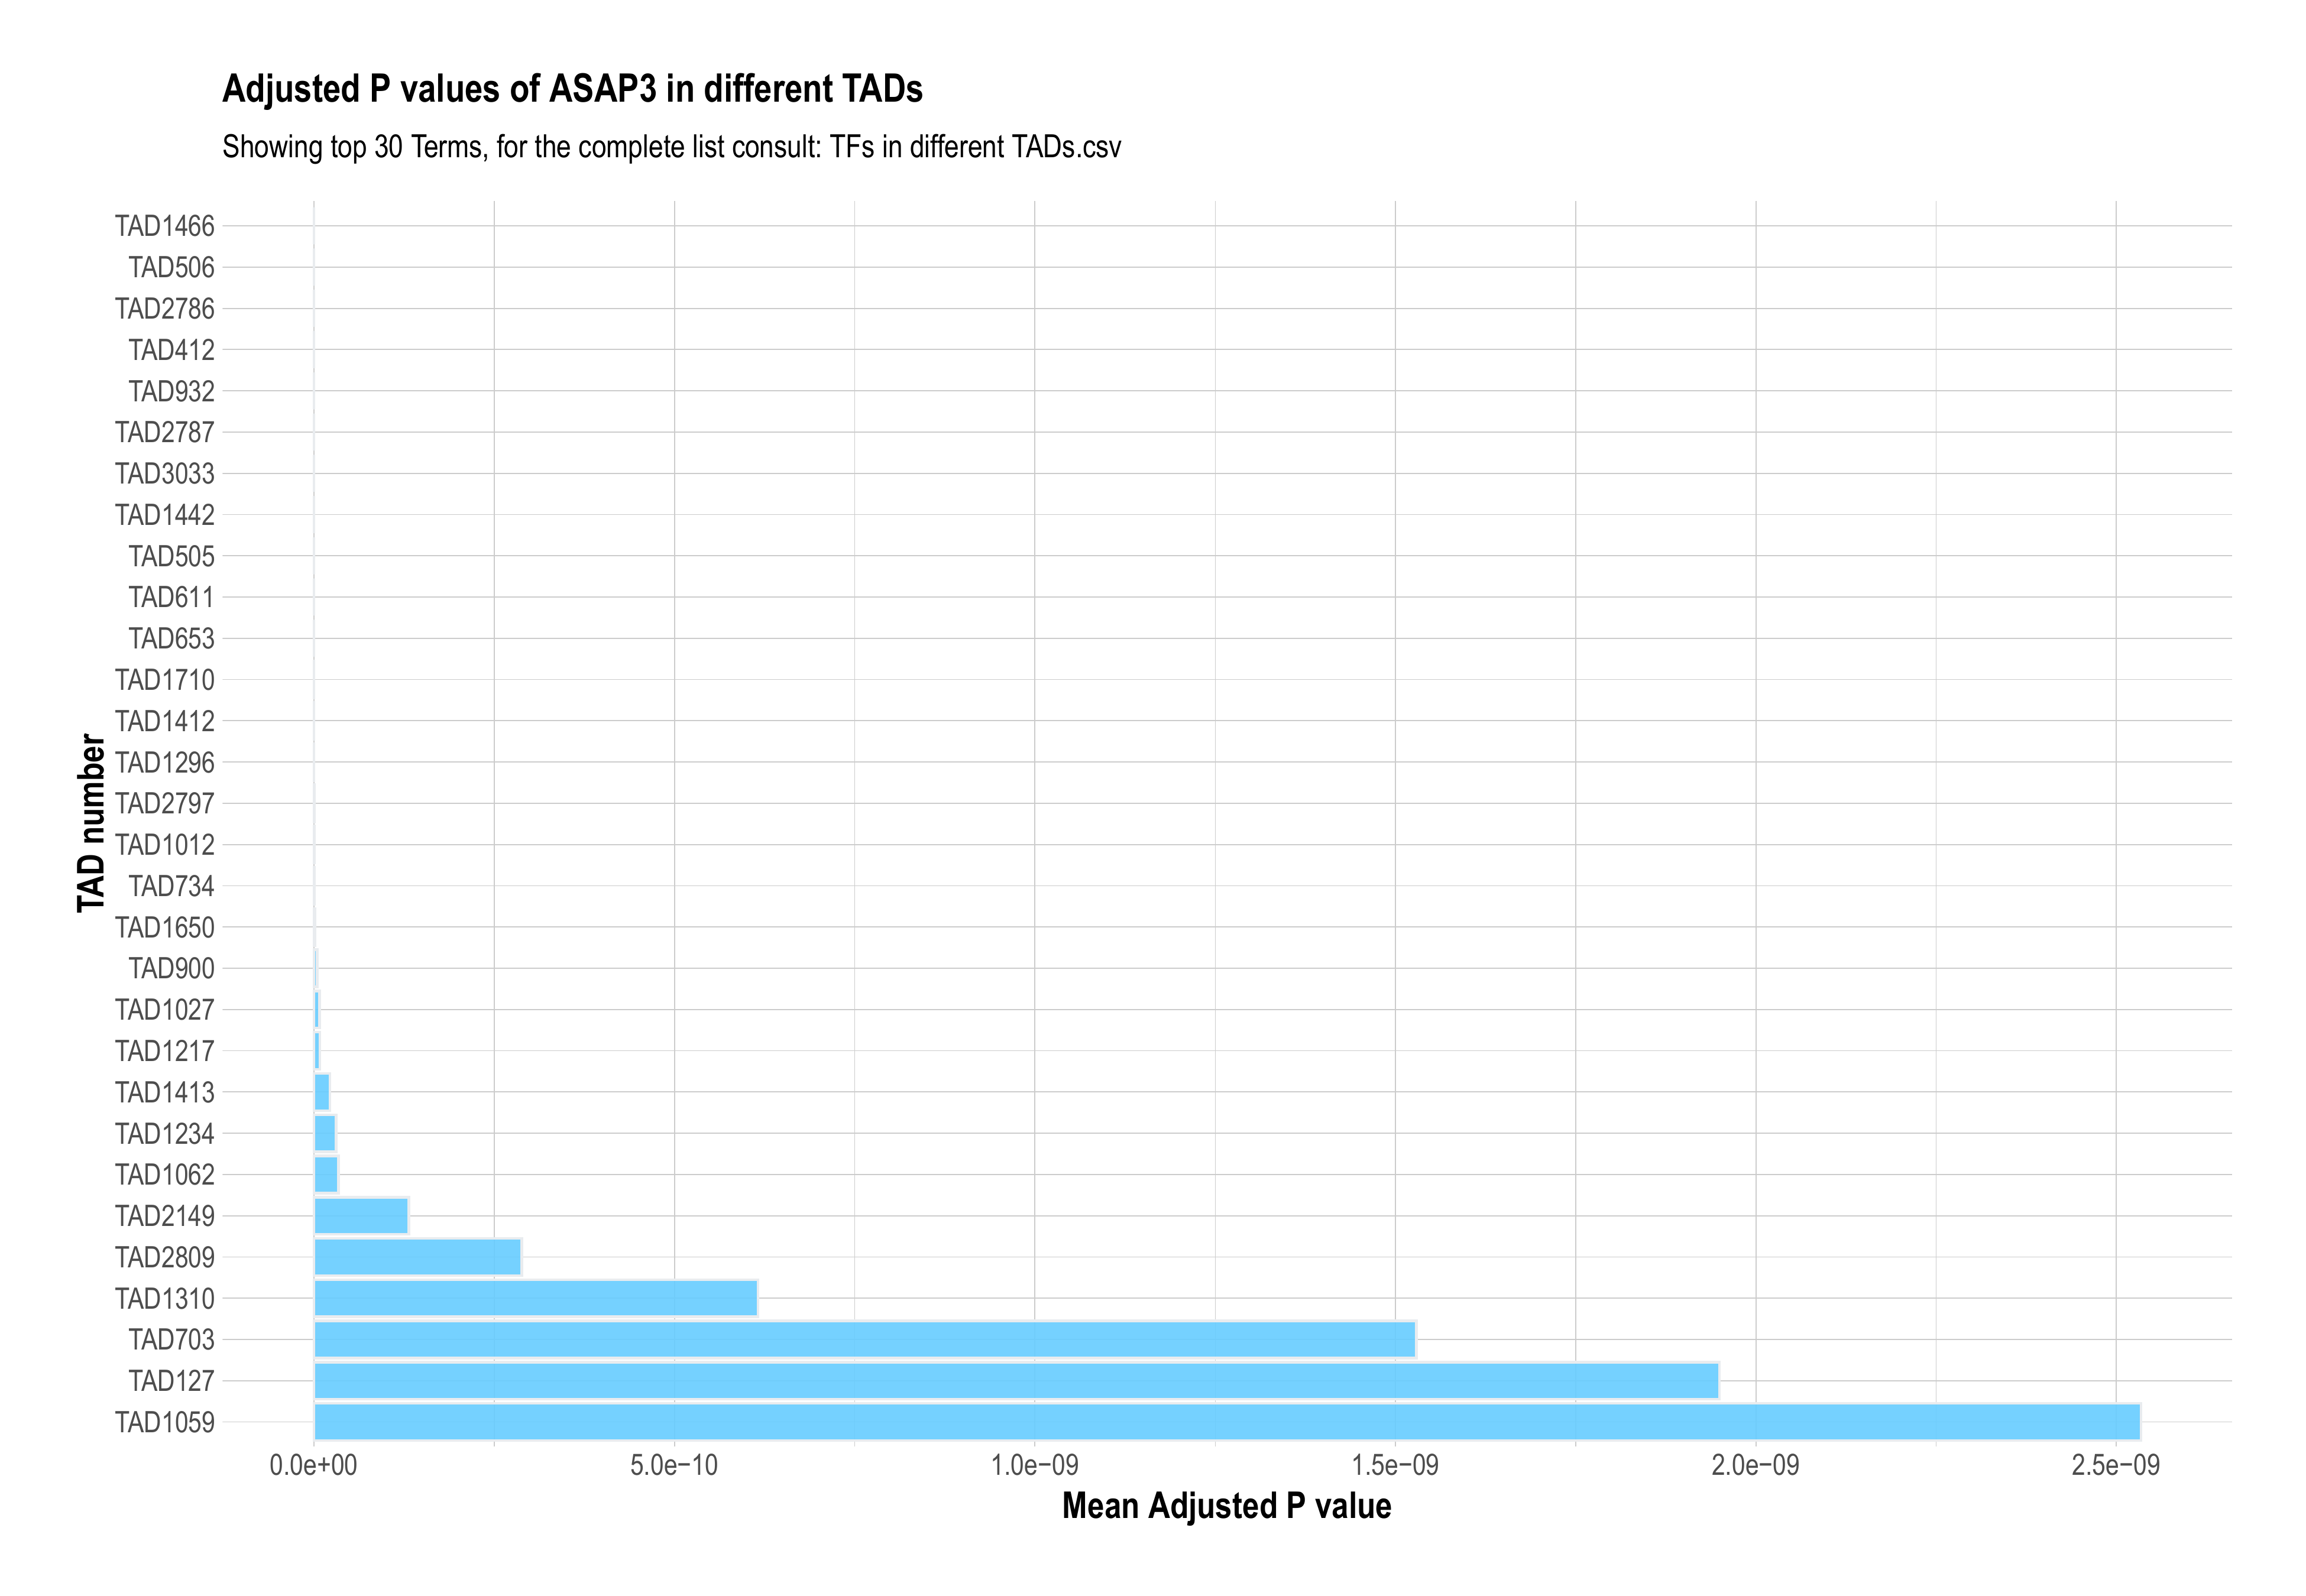 Adjusted P values of ASAP3 in different TADs
Showing top 30 Terms, for the complete list consult: TFs in different TADs.csv
TAD number
TAD1466
TAD506
TAD2786
TAD412
TAD932
TAD2787
TAD3033
TAD1442
TAD505
TAD611
TAD653
TAD1710
TAD1412
TAD1296
TAD2797
TAD1012
TAD734
TAD1650
TAD900
TAD1027
TAD1217
TAD1413
TAD1234
TAD1062
TAD2149
TAD2809
TAD1310
TAD703
TAD127
TAD1059
0.0e+00 5.0e−10 1.0e−09 1.5e−09 2.0e−09 2.5e−09
Mean Adjusted P value